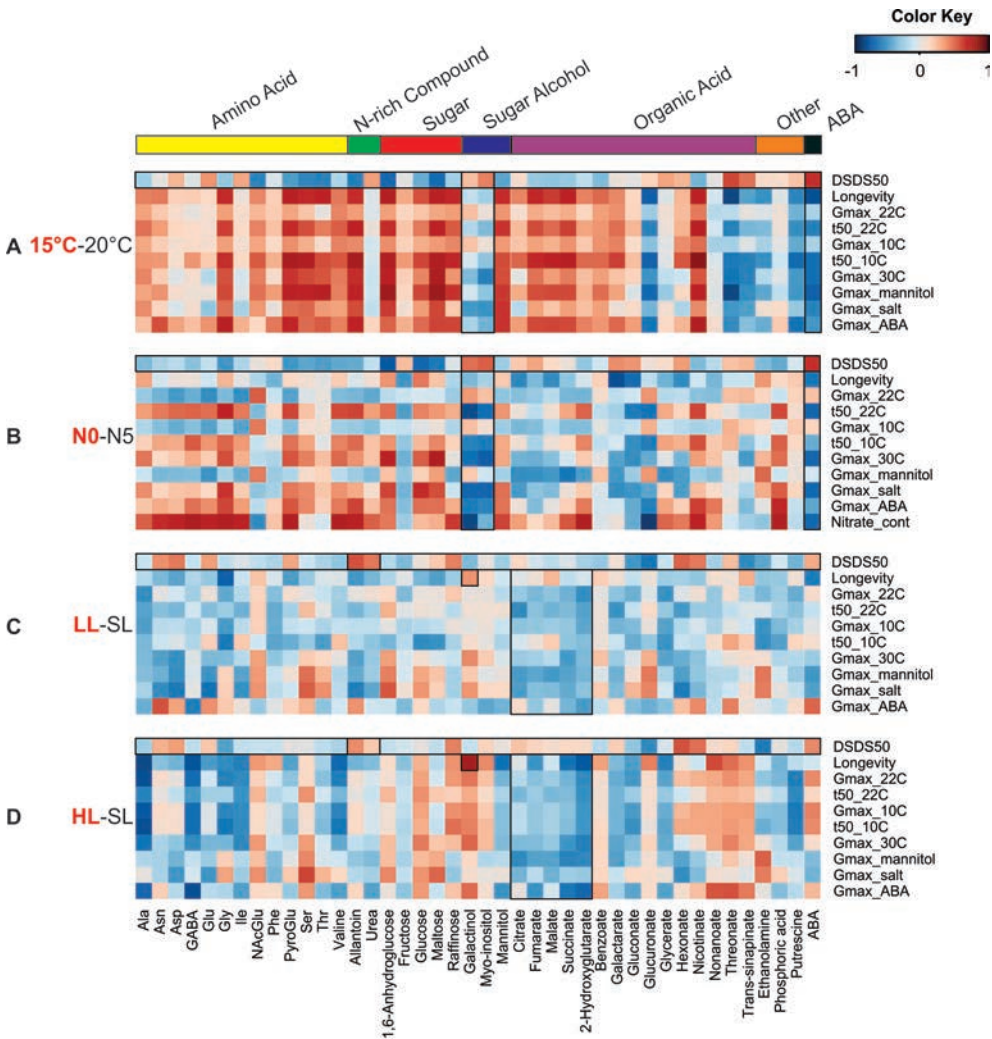 Color Key
-1 0 1
Amino Acid
N-rich Compound
Sugar
Sugar Alcohol
Organic Acid
Other
ABA
A 15°C-20°C
DSDS50
Longevity
Gmax_22C
t50_22C
Gmax_10C
t50_10C
Gmax_30C
Gmax_mannitol
Gmax_salt
Gmax_ABA
B N0-N5
DSDS50
Longevity
Gmax_22C
t50_22C
Gmax_10C
t50_10C
Gmax_30C
Gmax_mannitol
Gmax_salt
Gmax_ABA
Nitrate_cont
C LL-SL
DSDS50
Longevity
Gmax_22C
t50_22C
Gmax_10C
t50_10C
Gmax_30C
Gmax_mannitol
Gmax_salt
Gmax_ABA
D HL-SL
DSDS50
Longevity
Gmax_22C
t50_22C
Gmax_10C
t50_10C
Gmax_30C
Gmax_mannitol
Gmax_salt
Gmax_ABA
Ala
Asn
Asp
GABA
Glu
Gly
Ile
NAcGlu
Phe
PyroGlu
Ser
Thr
Valine
Allantoin
Urea
1,6-Anhydroglucose
Fructose
Glucose
Maltose
Raffinose
Galactinol
Myo-inositol
Mannitol
Citrate
Fumarate
Malate
Succinate
2-Hydroxyglutarate
Benzoate
Galactarate
Gluconate
Glucuronate
Glycerate
Hexonate
Nicotinate
Nonanoate
Threonate
Trans-sinapinate
Ethanolamine
Phosphoric acid
Putrescine
ABA